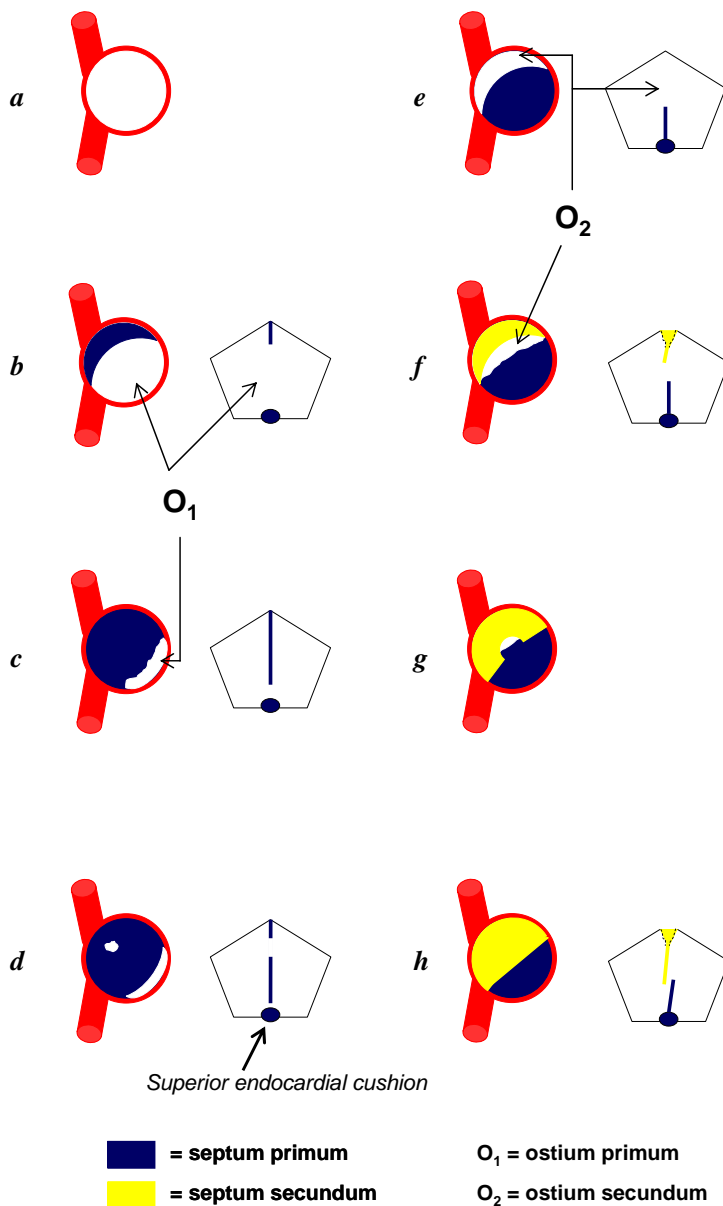 a
e
O₂
b
f
O₁
c
g
d
h
Superior endocardial cushion
= septum primum
O₁ = ostium primum
= septum secundum
O₂ = ostium secundum